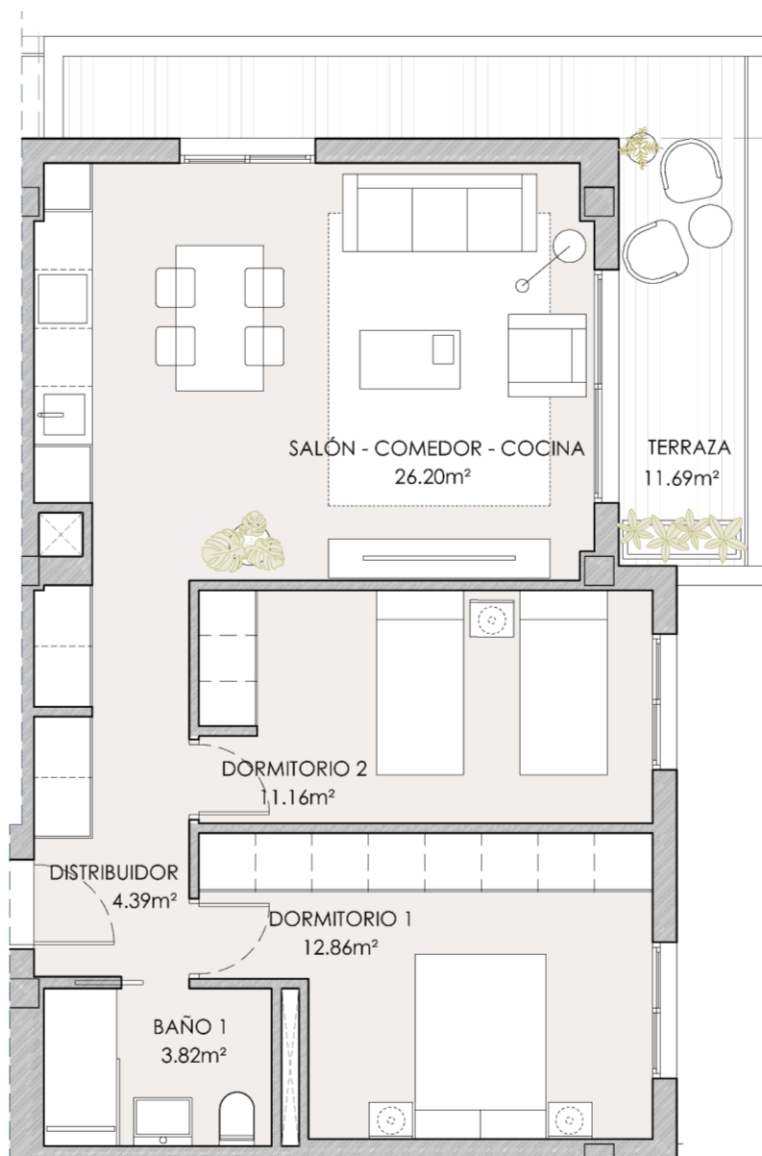 SALÓN - COMEDOR - COCINA
26.20m²
TERRAZA
11.69m²
DORMITORIO 2
11.16m²
DISTRIBUIDOR
4.39m²
DORMITORIO 1
12.86m²
BAÑO 1
3.82m²